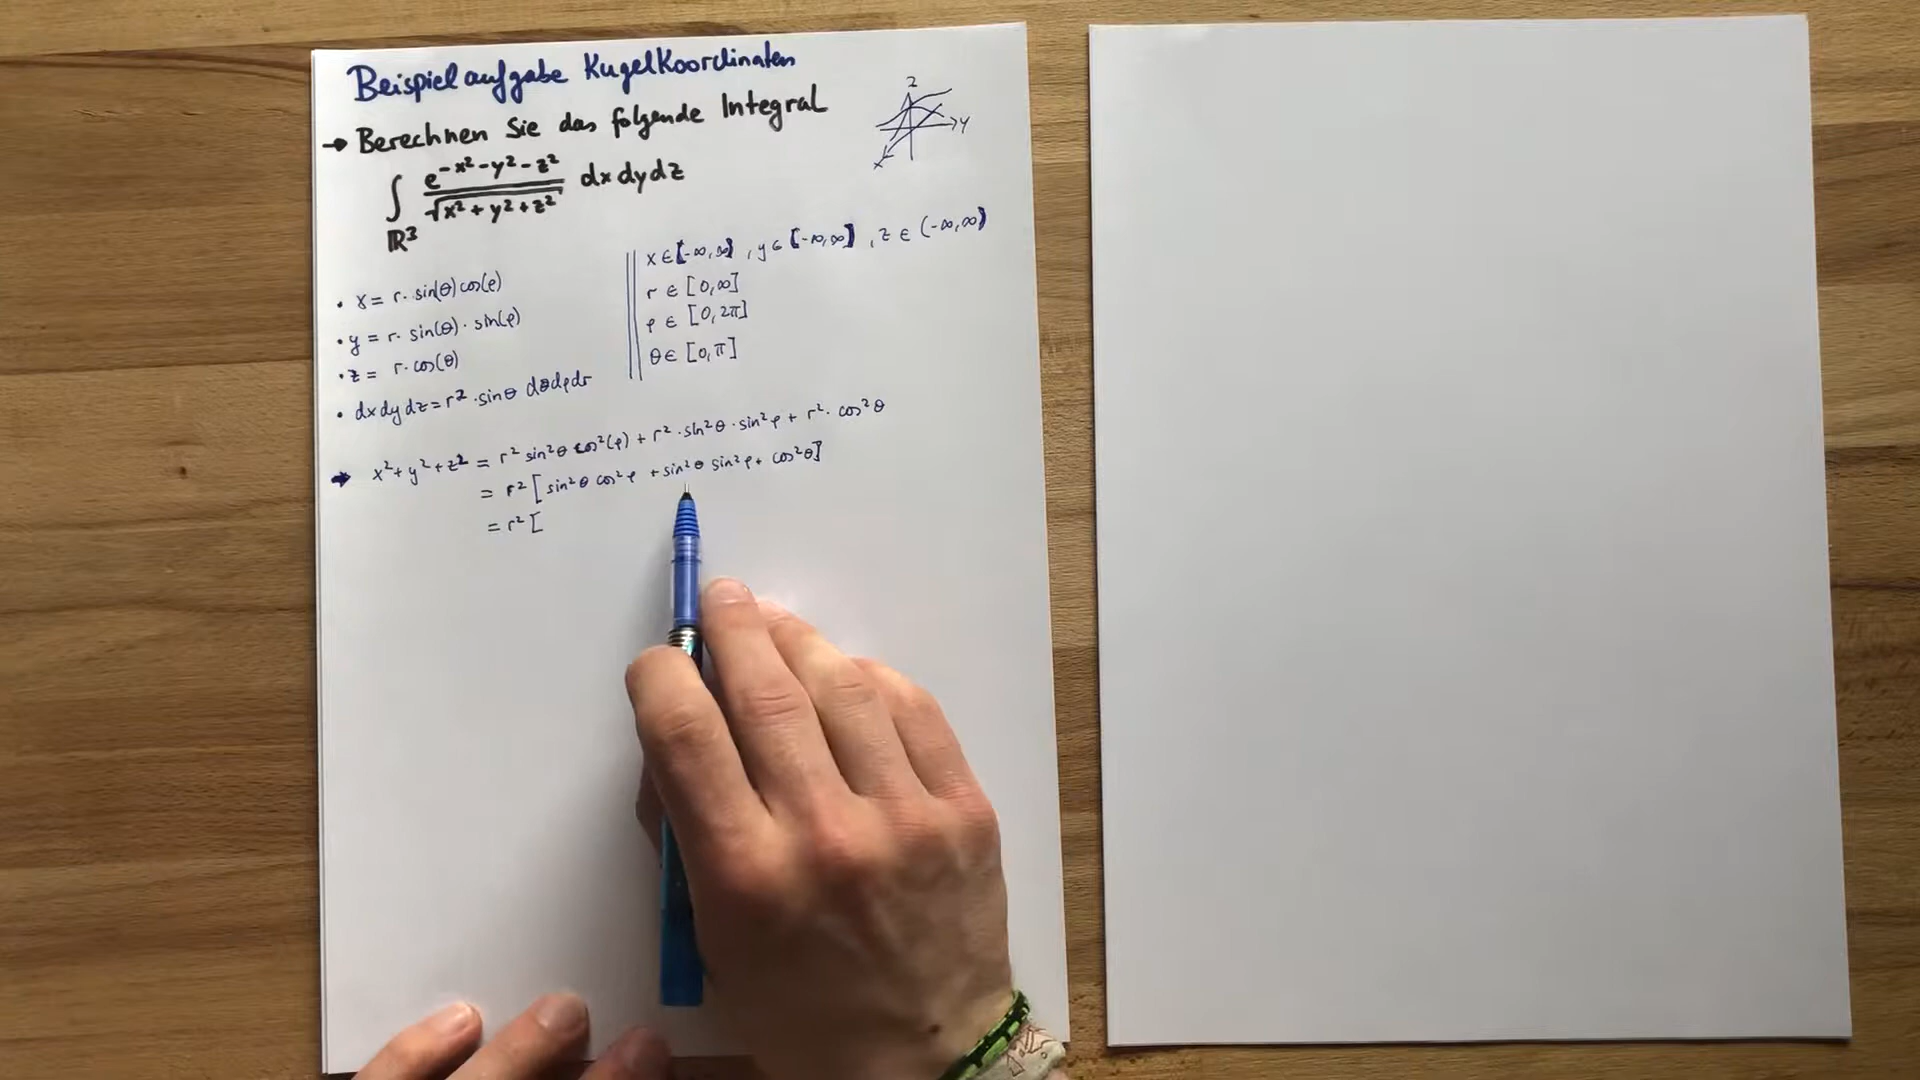 Beispielaufgabe Kugelkoordinaten
→ Berechnen Sie das folgende Integral
∫_ℝ³ e^(-x²-y²-z²) / √(x²+y²+z²) dx dy dz
z
y
x
x ∈ [-∞,∞] , y ∈ [-∞,∞] , z ∈ (-∞,∞)
r ∈ [0,∞]
φ ∈ [0,2π]
θ ∈ [0,π]
• x = r · sin(θ) cos(φ)
• y = r · sin(θ) · sin(φ)
• z = r · cos(θ)
• dx dy dz = r² · sin θ dθ dφ dr
→ x² + y² + z² = r² sin²θ cos²(φ) + r² · sin²θ · sin²φ + r² · cos²θ
= r² [ sin²θ cos²φ + sin²θ sin²φ + cos²θ ]
= r² [